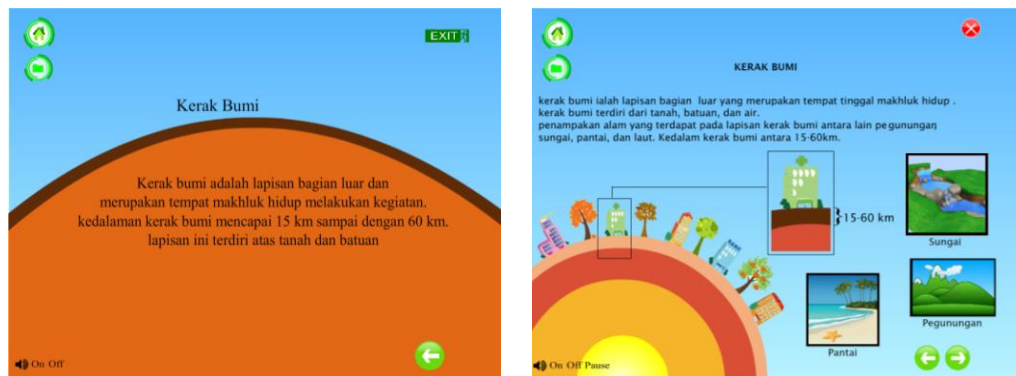 EXIT
Kerak Bumi
Kerak bumi adalah lapisan bagian luar dan
merupakan tempat makhluk hidup melakukan kegiatan.
kedalaman kerak bumi mencapai 15 km sampai dengan 60 km.
lapisan ini terdiri atas tanah dan batuan
On Off
KERAK BUMI
kerak bumi ialah lapisan bagian luar yang merupakan tempat tinggal makhluk hidup .
kerak bumi terdiri dari tanah, batuan, dan air.
penampakan alam yang terdapat pada lapisan kerak bumi antara lain pegunungan
sungai, pantai, dan laut. Kedalam kerak bumi antara 15-60km.
15-60 km
Sungai
Pegunungan
Pantai
On Off Pause